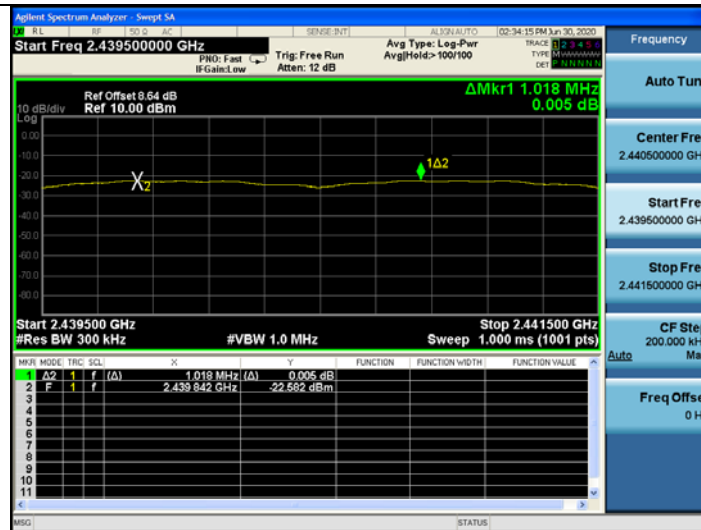 Agilent Spectrum Analyzer - Swept SA
RL RF 50 Ω AC SENSE:INT ALIGN AUTO 02:34:15 PM Jun 30, 2020
Start Freq 2.439500000 GHz
PNO: Fast
IFGain:Low
Trig: Free Run
Atten: 12 dB
Avg Type: Log-Pwr
Avg|Hold:>100/100
TRACE 1 2 3 4 5 6
TYPE
DET P N N N N N
Ref Offset 8.64 dB
Ref 10.00 dBm
ΔMkr1 1.018 MHz
0.005 dB
10 dB/div
Log
0.00
-10.0
-20.0
-30.0
-40.0
-50.0
-60.0
-70.0
-80.0
X2
1Δ2
Start 2.439500 GHz
Stop 2.441500 GHz
#Res BW 300 kHz
#VBW 1.0 MHz
Sweep 1.000 ms (1001 pts)
MKR MODE TRC SCL X Y FUNCTION FUNCTION WIDTH FUNCTION VALUE
1 Δ2 1 f (Δ) 1.018 MHz (Δ) 0.005 dB
2 F 1 f 2.439 842 GHz -22.582 dBm
3
4
5
6
7
8
9
10
11
MSG
STATUS
Frequency
Auto Tun
Center Fre
2.440500000 GH
Start Fre
2.439500000 GH
Stop Fre
2.441500000 GH
CF Ste
200.000 kH
Auto Ma
Freq Offse
0 H